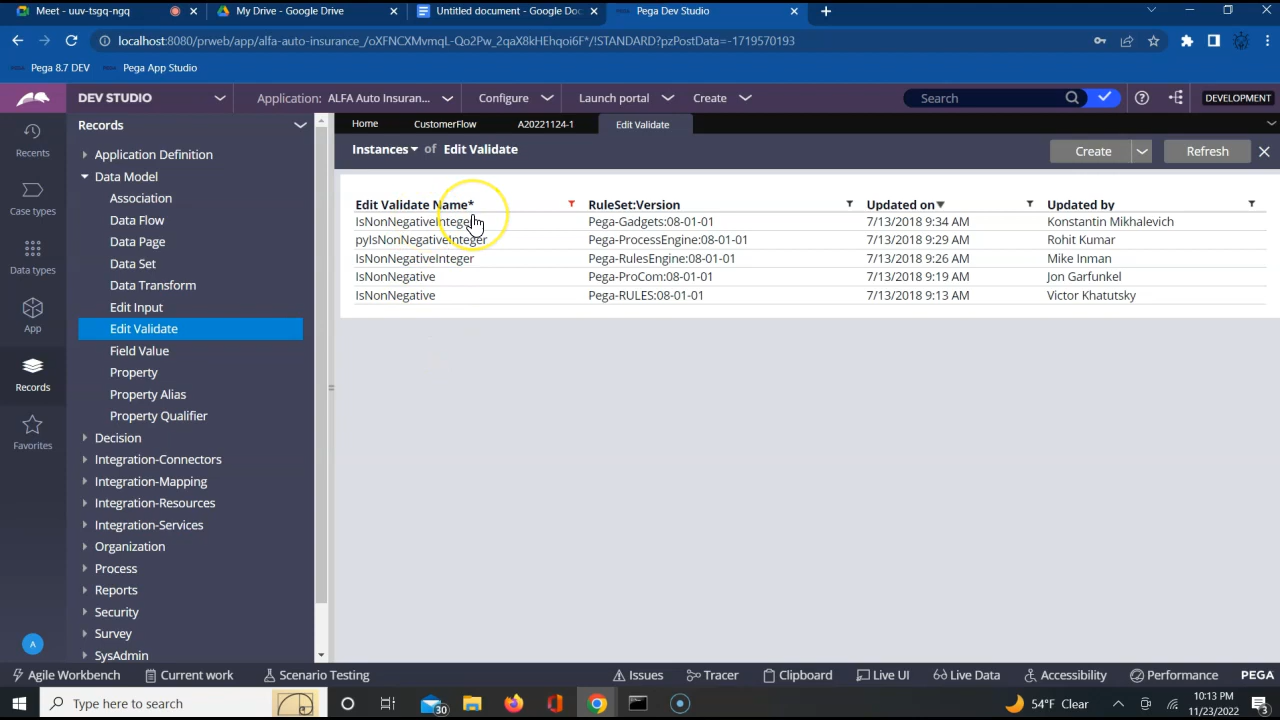 Meet - uuv-tsgq-ngq
My Drive - Google Drive
Untitled document - Google Doc
Pega Dev Studio
localhost:8080/prweb/app/alfa-auto-insurance_/oXFNCXMvmqL-Qo2Pw_2qaX8kHEhqoi6F*/!STANDARD?pzPostData=-1719570193
Pega 8.7 DEV
Pega App Studio
DEV STUDIO
Application: ALFA Auto Insuran...
Configure
Launch portal
Create
Search
DEVELOPMENT
Recents
Case types
Data types
App
Records
Favorites
A
Records
Application Definition
Data Model
Association
Data Flow
Data Page
Data Set
Data Transform
Edit Input
Edit Validate
Field Value
Property
Property Alias
Property Qualifier
Decision
Integration-Connectors
Integration-Mapping
Integration-Resources
Integration-Services
Organization
Process
Reports
Security
Survey
SysAdmin
Home
CustomerFlow
A20221124-1
Edit Validate
Instances of Edit Validate
Create
Refresh
Edit Validate Name* RuleSet:Version Updated on Updated by
IsNonNegativeInteger Pega-Gadgets:08-01-01 7/13/2018 9:34 AM Konstantin Mikhalevich
pyIsNonNegativeInteger Pega-ProcessEngine:08-01-01 7/13/2018 9:29 AM Rohit Kumar
IsNonNegativeInteger Pega-RulesEngine:08-01-01 7/13/2018 9:26 AM Mike Inman
IsNonNegative Pega-ProCom:08-01-01 7/13/2018 9:19 AM Jon Garfunkel
IsNonNegative Pega-RULES:08-01-01 7/13/2018 9:13 AM Victor Khatutsky
Agile Workbench
Current work
Scenario Testing
Issues
Tracer
Clipboard
Live UI
Live Data
Accessibility
Performance
PEGA
Type here to search
30
54°F Clear
10:13 PM
11/23/2022
3